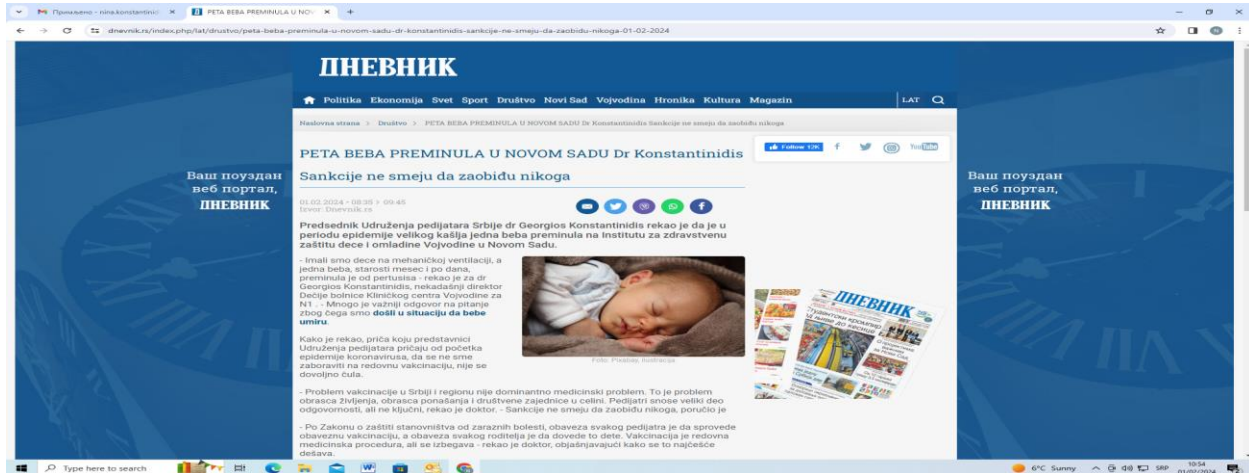 Примљено - nina.konstantinid
PETA BEBA PREMINULA U NOV
dnevnik.rs/index.php/lat/drustvo/peta-beba-preminula-u-novom-sadu-dr-konstantinidis-sankcije-ne-smeju-da-zaobidu-nikoga-01-02-2024
ДНЕВНИК
Politika Ekonomija Svet Sport Društvo Novi Sad Vojvodina Hronika Kultura Magazin LAT
Naslovna strana > Društvo > PETA BEBA PREMINULA U NOVOM SADU Dr Konstantinidis Sankcije ne smeju da zaobiđu nikoga
PETA BEBA PREMINULA U NOVOM SADU Dr Konstantinidis
Sankcije ne smeju da zaobiđu nikoga
Follow 12K
YouTube
01.02.2024 08:35 > 09:45
Izvor: Dnevnik.rs
Predsednik Udruženja pedijatara Srbije dr Georgios Konstantinidis rekao je da je u
periodu epidemije velikog kašlja jedna beba preminula na Institutu za zdravstvenu
zaštitu dece i omladine Vojvodine u Novom Sadu.
- Imali smo dece na mehaničkoj ventilaciji, a
jedna beba, starosti mesec i po dana,
preminula je od pertusisa - rekao je za dr
Georgios Konstantinidis, nekadašnji direktor
Dečije bolnice Kliničkog centra Vojvodine za
N1 . - Mnogo je važniji odgovor na pitanje
zbog čega smo došli u situaciju da bebe
umiru.
Foto: Pixabay, ilustracija
Kako je rekao, priča koju predstavnici
Udruženja pedijatara pričaju od početka
epidemije koronavirusa, da se ne sme
zaboraviti na redovnu vakcinaciju, nije se
dovoljno čula.
- Problem vakcinacije u Srbiji i regionu nije dominantno medicinski problem. To je problem
obrasca življenja, obrasca ponašanja i društvene zajednice u celini. Pedijatri snose veliki deo
odgovornosti, ali ne ključni, rekao je doktor. - Sankcije ne smeju da zaobiđu nikoga, poručio je
- Po Zakonu o zaštiti stanovništva od zaraznih bolesti, obaveza svakog pedijatra je da sprovede
obaveznu vakcinaciju, a obaveza svakog roditelja je da dovede to dete. Vakcinacija je redovna
medicinska procedura, ali se izbegava - rekao je doktor, objašnjavajući kako se to najčešće
dešava.
Ваш поуздан
веб портал,
ДНЕВНИК
Ваш поуздан
веб портал,
ДНЕВНИК
ДНЕВНИК
Type here to search
6°C Sunny
SRP
10:54
01/02/2024